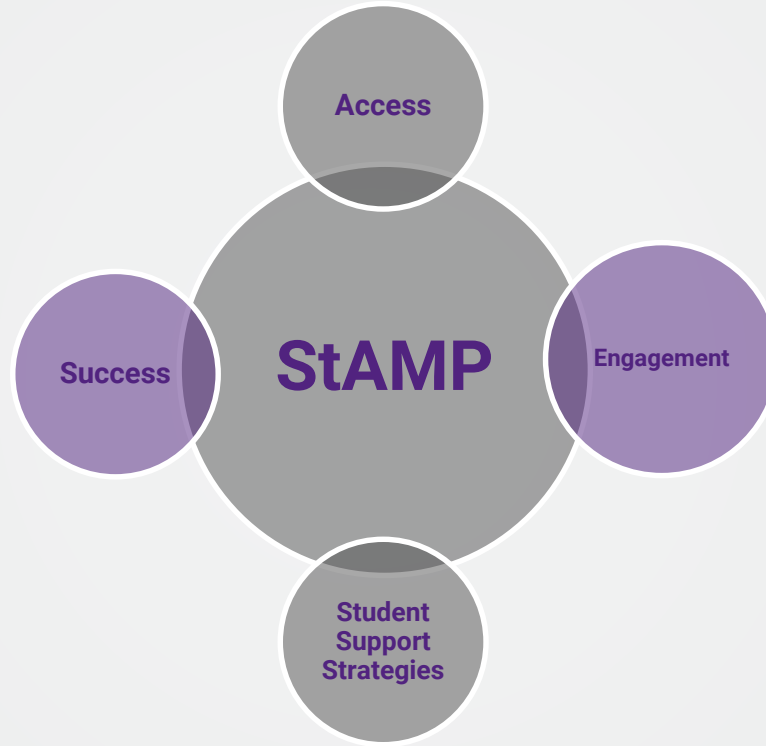 Access
Success
StAMP
Engagement
Student
Support
Strategies